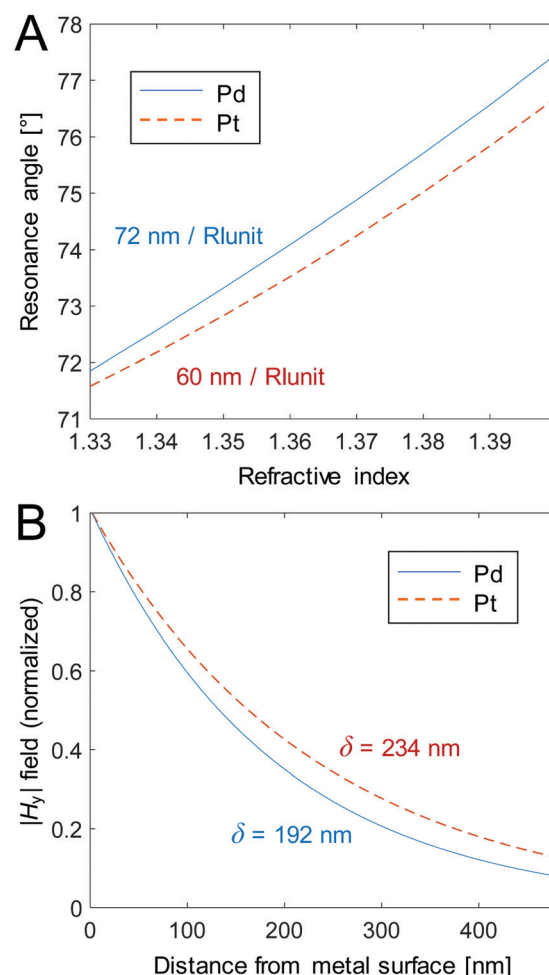 A
78
77
76
75
74
73
72
71
Resonance angle [°]
Pd
Pt
72 nm / RIunit
60 nm / RIunit
1.33 1.34 1.35 1.36 1.37 1.38 1.39
Refractive index
B
1
0.8
0.6
0.4
0.2
0
|Hy| field (normalized)
Pd
Pt
δ = 234 nm
δ = 192 nm
0 100 200 300 400
Distance from metal surface [nm]